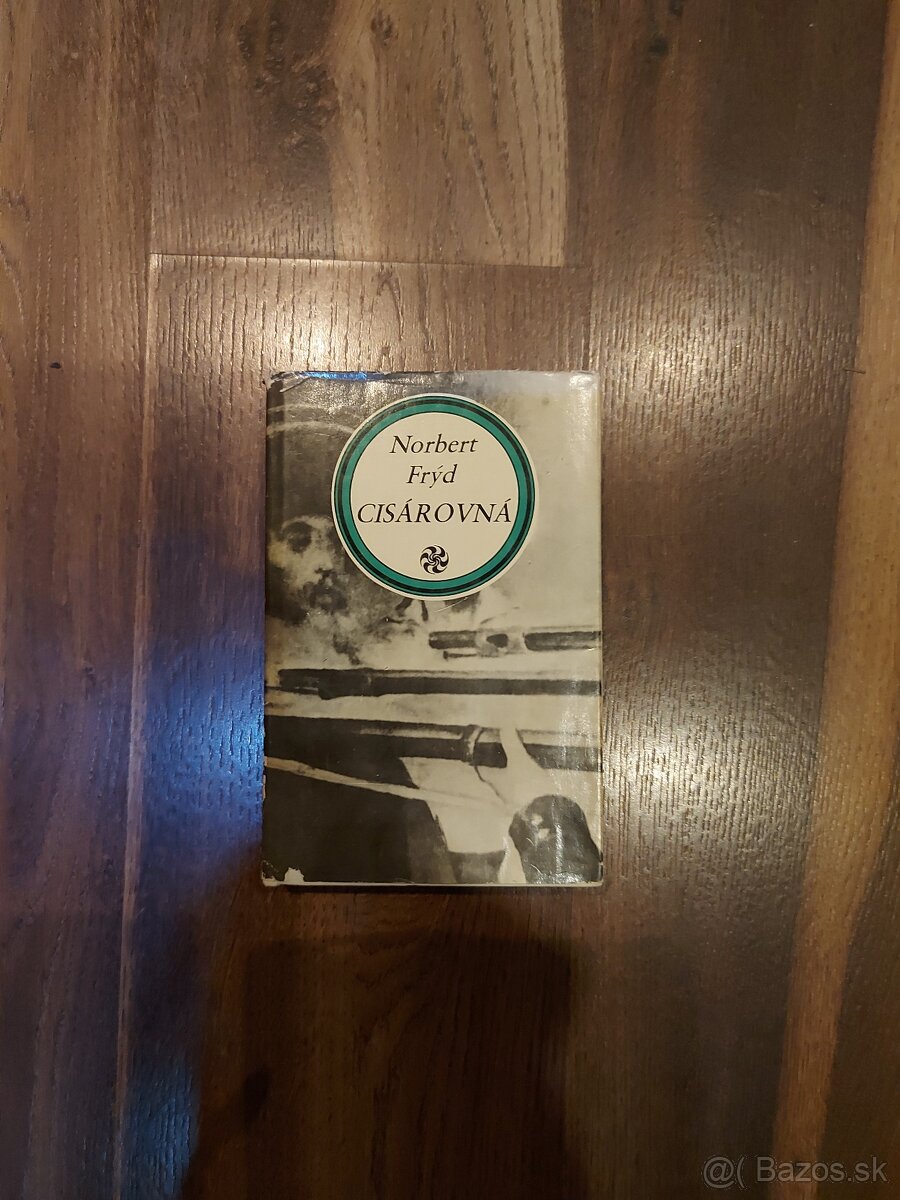 Norbert
Frýd
CISÁROVNÁ
@( Bazos.sk